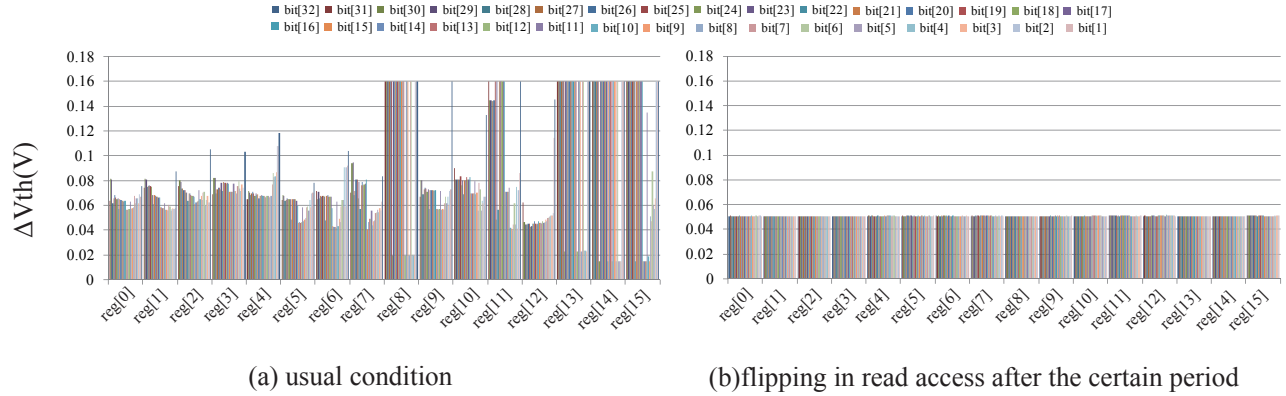 bit[32] bit[31] bit[30] bit[29] bit[28] bit[27] bit[26] bit[25] bit[24] bit[23] bit[22] bit[21] bit[20] bit[19] bit[18] bit[17]
bit[16] bit[15] bit[14] bit[13] bit[12] bit[11] bit[10] bit[9] bit[8] bit[7] bit[6] bit[5] bit[4] bit[3] bit[2] bit[1]
ΔVth(V)
0.18
0.16
0.14
0.12
0.1
0.08
0.06
0.04
0.02
0
reg[0] reg[1] reg[2] reg[3] reg[4] reg[5] reg[6] reg[7] reg[8] reg[9] reg[10] reg[11] reg[12] reg[13] reg[14] reg[15]
(a) usual condition
0.18
0.16
0.14
0.12
0.1
0.08
0.06
0.04
0.02
0
reg[0] reg[1] reg[2] reg[3] reg[4] reg[5] reg[6] reg[7] reg[8] reg[9] reg[10] reg[11] reg[12] reg[13] reg[14] reg[15]
(b)flipping in read access after the certain period